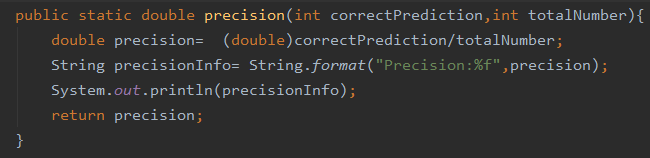 public static double precision(int correctPrediction,int totalNumber){
    double precision=  (double)correctPrediction/totalNumber;
    String precisionInfo= String.format("Precision:%f",precision);
    System.out.println(precisionInfo);
    return precision;
}